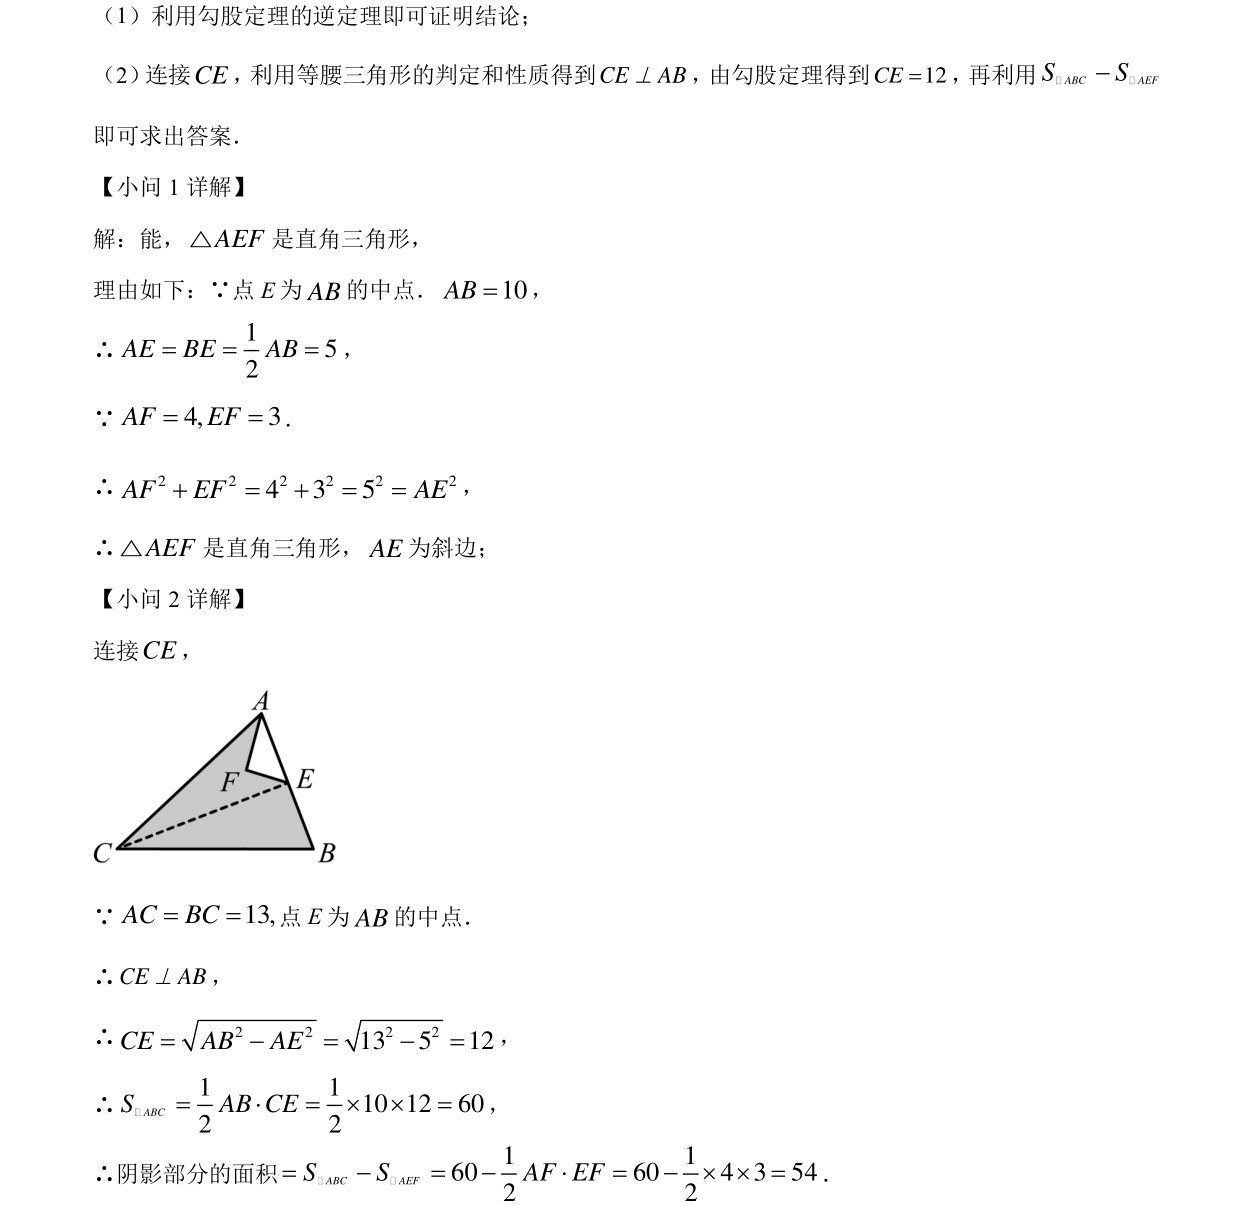 （1）利用勾股定理的逆定理即可证明结论；
（2）连接CE，利用等腰三角形的判定和性质得到CE⊥AB，由勾股定理得到CE=12，再利用S□ABC－S□AEF
即可求出答案．
【小问1详解】
解：能，△AEF是直角三角形，
理由如下：∵点E为AB的中点．AB=10，
∴AE=BE=1/2AB=5，
∵AF=4,EF=3．
∴AF²+EF²=4²+3²=5²=AE²，
∴△AEF是直角三角形，AE为斜边；
【小问2详解】
连接CE，
A
F
E
C
B
∵AC=BC=13,点E为AB的中点．
∴CE⊥AB，
∴CE=√(AB²−AE²)=√(13²−5²)=12，
∴S□ABC=1/2AB·CE=1/2×10×12=60，
∴阴影部分的面积=S□ABC−S□AEF=60−1/2AF·EF=60−1/2×4×3=54．